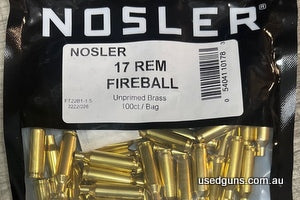 NOSLER
NOSLER
17 REM
FIREBALL
Unprimed Brass
100ct / Bag
usedguns.com.au